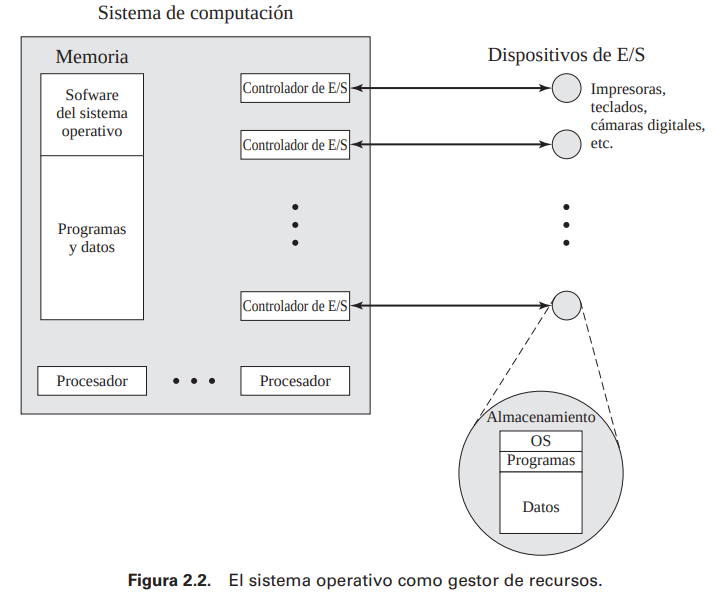 Sistema de computación
Memoria
Sofware
del sistema
operativo
Programas
y datos
Controlador de E/S
Controlador de E/S
Controlador de E/S
Procesador
Procesador
Dispositivos de E/S
Impresoras,
teclados,
cámaras digitales,
etc.
Almacenamiento
OS
Programas
Datos
Figura 2.2. El sistema operativo como gestor de recursos.